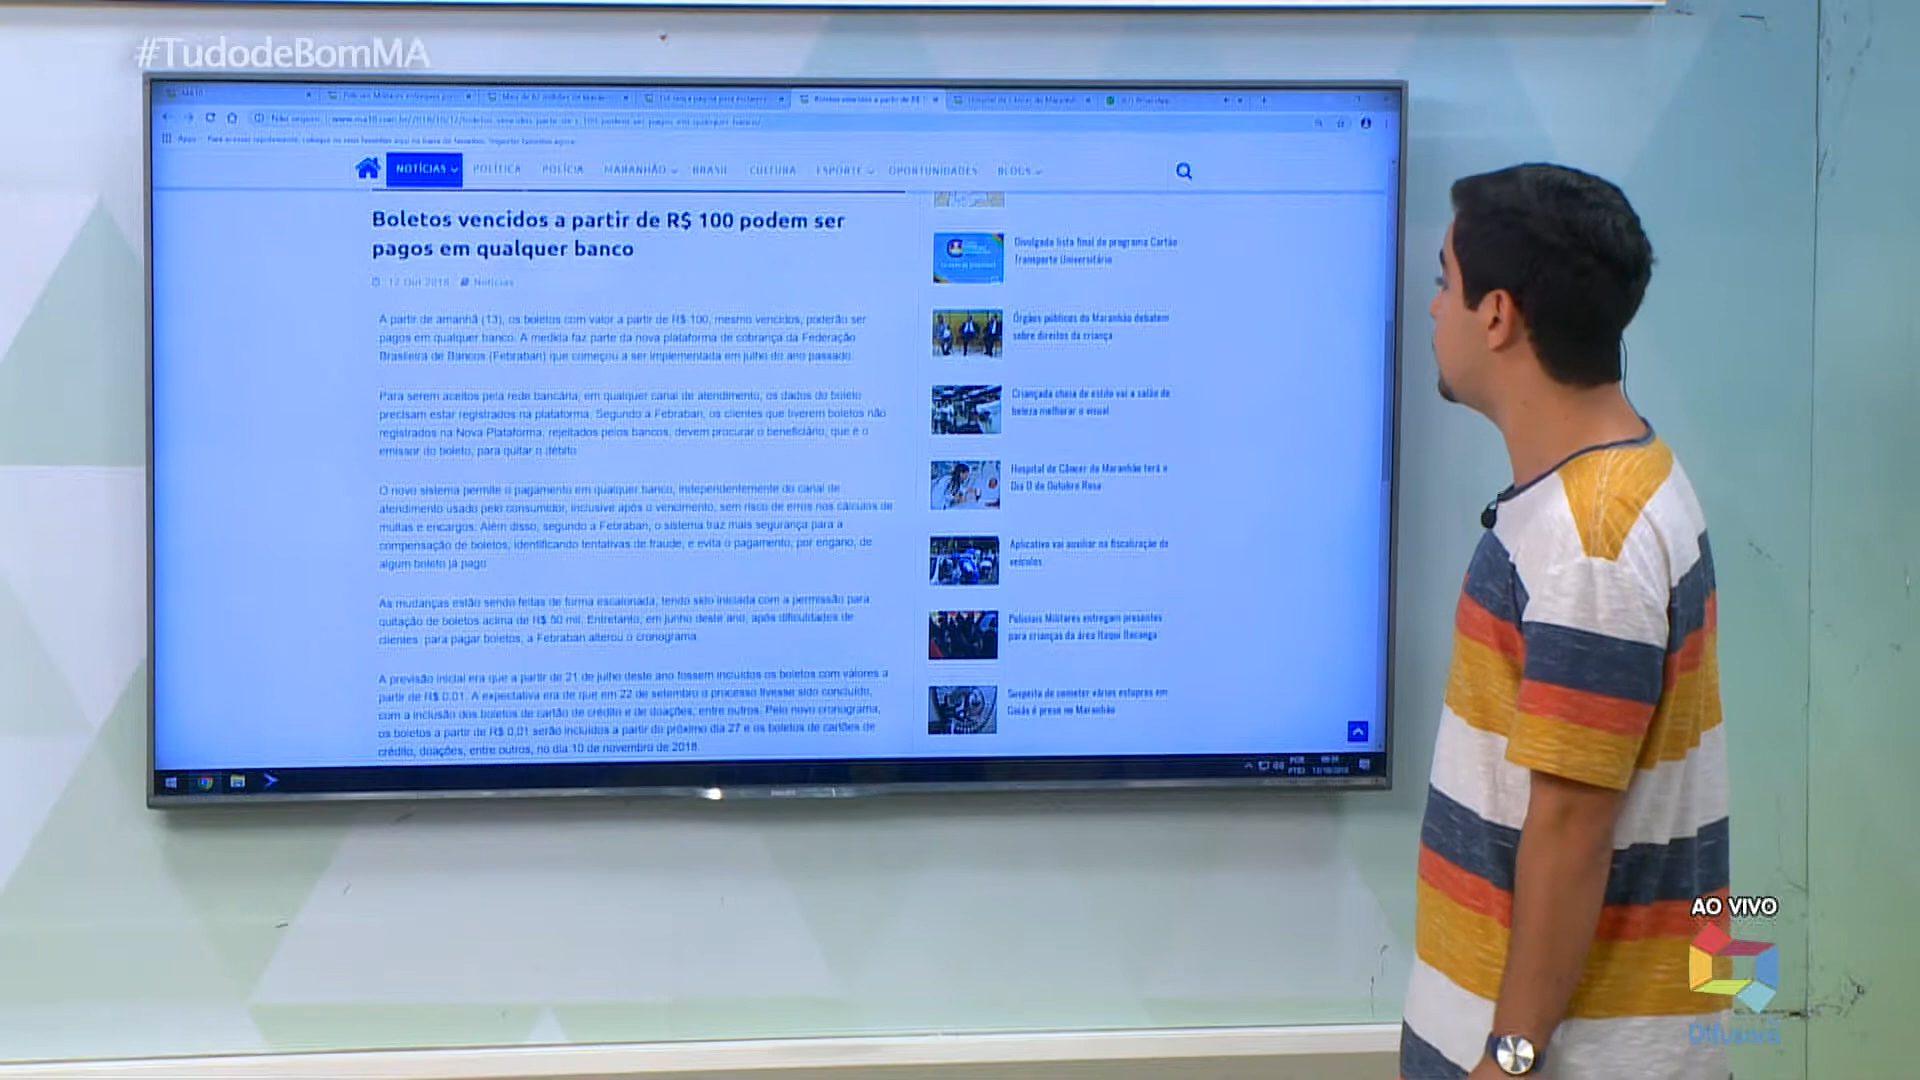 #TudodeBomMA
NOTÍCIAS POLÍTICA POLÍCIA MARANHÃO BRASIL CULTURA ESPORTE OPORTUNIDADES BLOGS
Boletos vencidos a partir de R$ 100 podem ser
pagos em qualquer banco
12 Out 2018 Notícias
A partir de amanhã (13), os boletos com valor a partir de R$ 100, mesmo vencidos, poderão ser
pagos em qualquer banco. A medida faz parte da nova plataforma de cobrança da Federação
Brasileira de Bancos (Febraban) que começou a ser implementada em julho do ano passado.
Para serem aceitos pela rede bancária, em qualquer canal de atendimento, os dados do boleto
precisam estar registrados na plataforma. Segundo a Febraban, os clientes que tiverem boletos não
registrados na Nova Plataforma, rejeitados pelos bancos, devem procurar o beneficiário, que é o
emissor do boleto, para quitar o débito.
O novo sistema permite o pagamento em qualquer banco, independentemente do canal de
atendimento usado pelo consumidor, inclusive após o vencimento, sem risco de erros nos cálculos de
multas e encargos. Além disso, segundo a Febraban, o sistema traz mais segurança para a
compensação de boletos, identificando tentativas de fraude, e evita o pagamento, por engano, de
algum boleto já pago.
As mudanças estão sendo feitas de forma escalonada, tendo sido iniciada com a permissão para
quitação de boletos acima de R$ 50 mil. Entretanto, em junho deste ano, após dificuldades de
clientes para pagar boletos, a Febraban alterou o cronograma.
A previsão inicial era que a partir de 21 de julho deste ano fossem incluídos os boletos com valores a
partir de R$ 0,01. A expectativa era de que em 22 de setembro o processo tivesse sido concluído,
com a inclusão dos boletos de cartão de crédito e de doações, entre outros. Pelo novo cronograma,
os boletos a partir de R$ 0,01 serão incluídos a partir do próximo dia 27 e os boletos de cartões de
crédito, doações, entre outros, no dia 10 de novembro de 2018.
Divulgada lista final do programa Cartão
Transporte Universitário
Órgãos públicos do Maranhão debatem
sobre direitos da criança
Criançada cheia de estilo vai a salão de
beleza melhorar o visual
Hospital de Câncer do Maranhão terá o
Dia D do Outubro Rosa
Aplicativo vai auxiliar na fiscalização de
veículos
Policiais Militares entregam presentes
para crianças da área Itaqui Bacanga
Suspeito de cometer vários estupros em
Goiás é preso no Maranhão
AO VIVO
Difusora